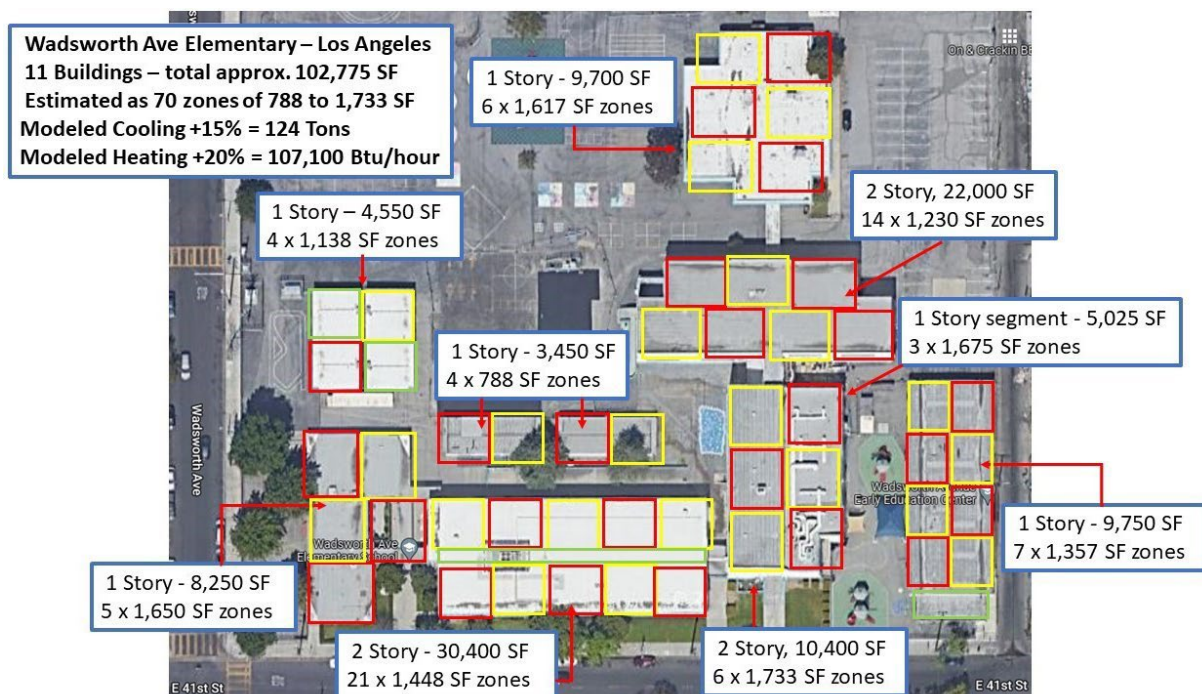 Wadsworth Ave Elementary – Los Angeles
11 Buildings – total approx. 102,775 SF
Estimated as 70 zones of 788 to 1,733 SF
Modeled Cooling +15% = 124 Tons
Modeled Heating +20% = 107,100 Btu/hour
On & Crackin
1 Story - 9,700 SF
6 x 1,617 SF zones
2 Story, 22,000 SF
14 x 1,230 SF zones
1 Story – 4,550 SF
4 x 1,138 SF zones
1 Story segment - 5,025 SF
3 x 1,675 SF zones
1 Story - 3,450 SF
4 x 788 SF zones
Wadsworth Ave
Wadsworth Avenue
Early Education Center
1 Story - 9,750 SF
7 x 1,357 SF zones
Wadsworth Ave
Elementary School
1 Story - 8,250 SF
5 x 1,650 SF zones
2 Story - 30,400 SF
21 x 1,448 SF zones
2 Story, 10,400 SF
6 x 1,733 SF zones
E 41st St
E 41st St